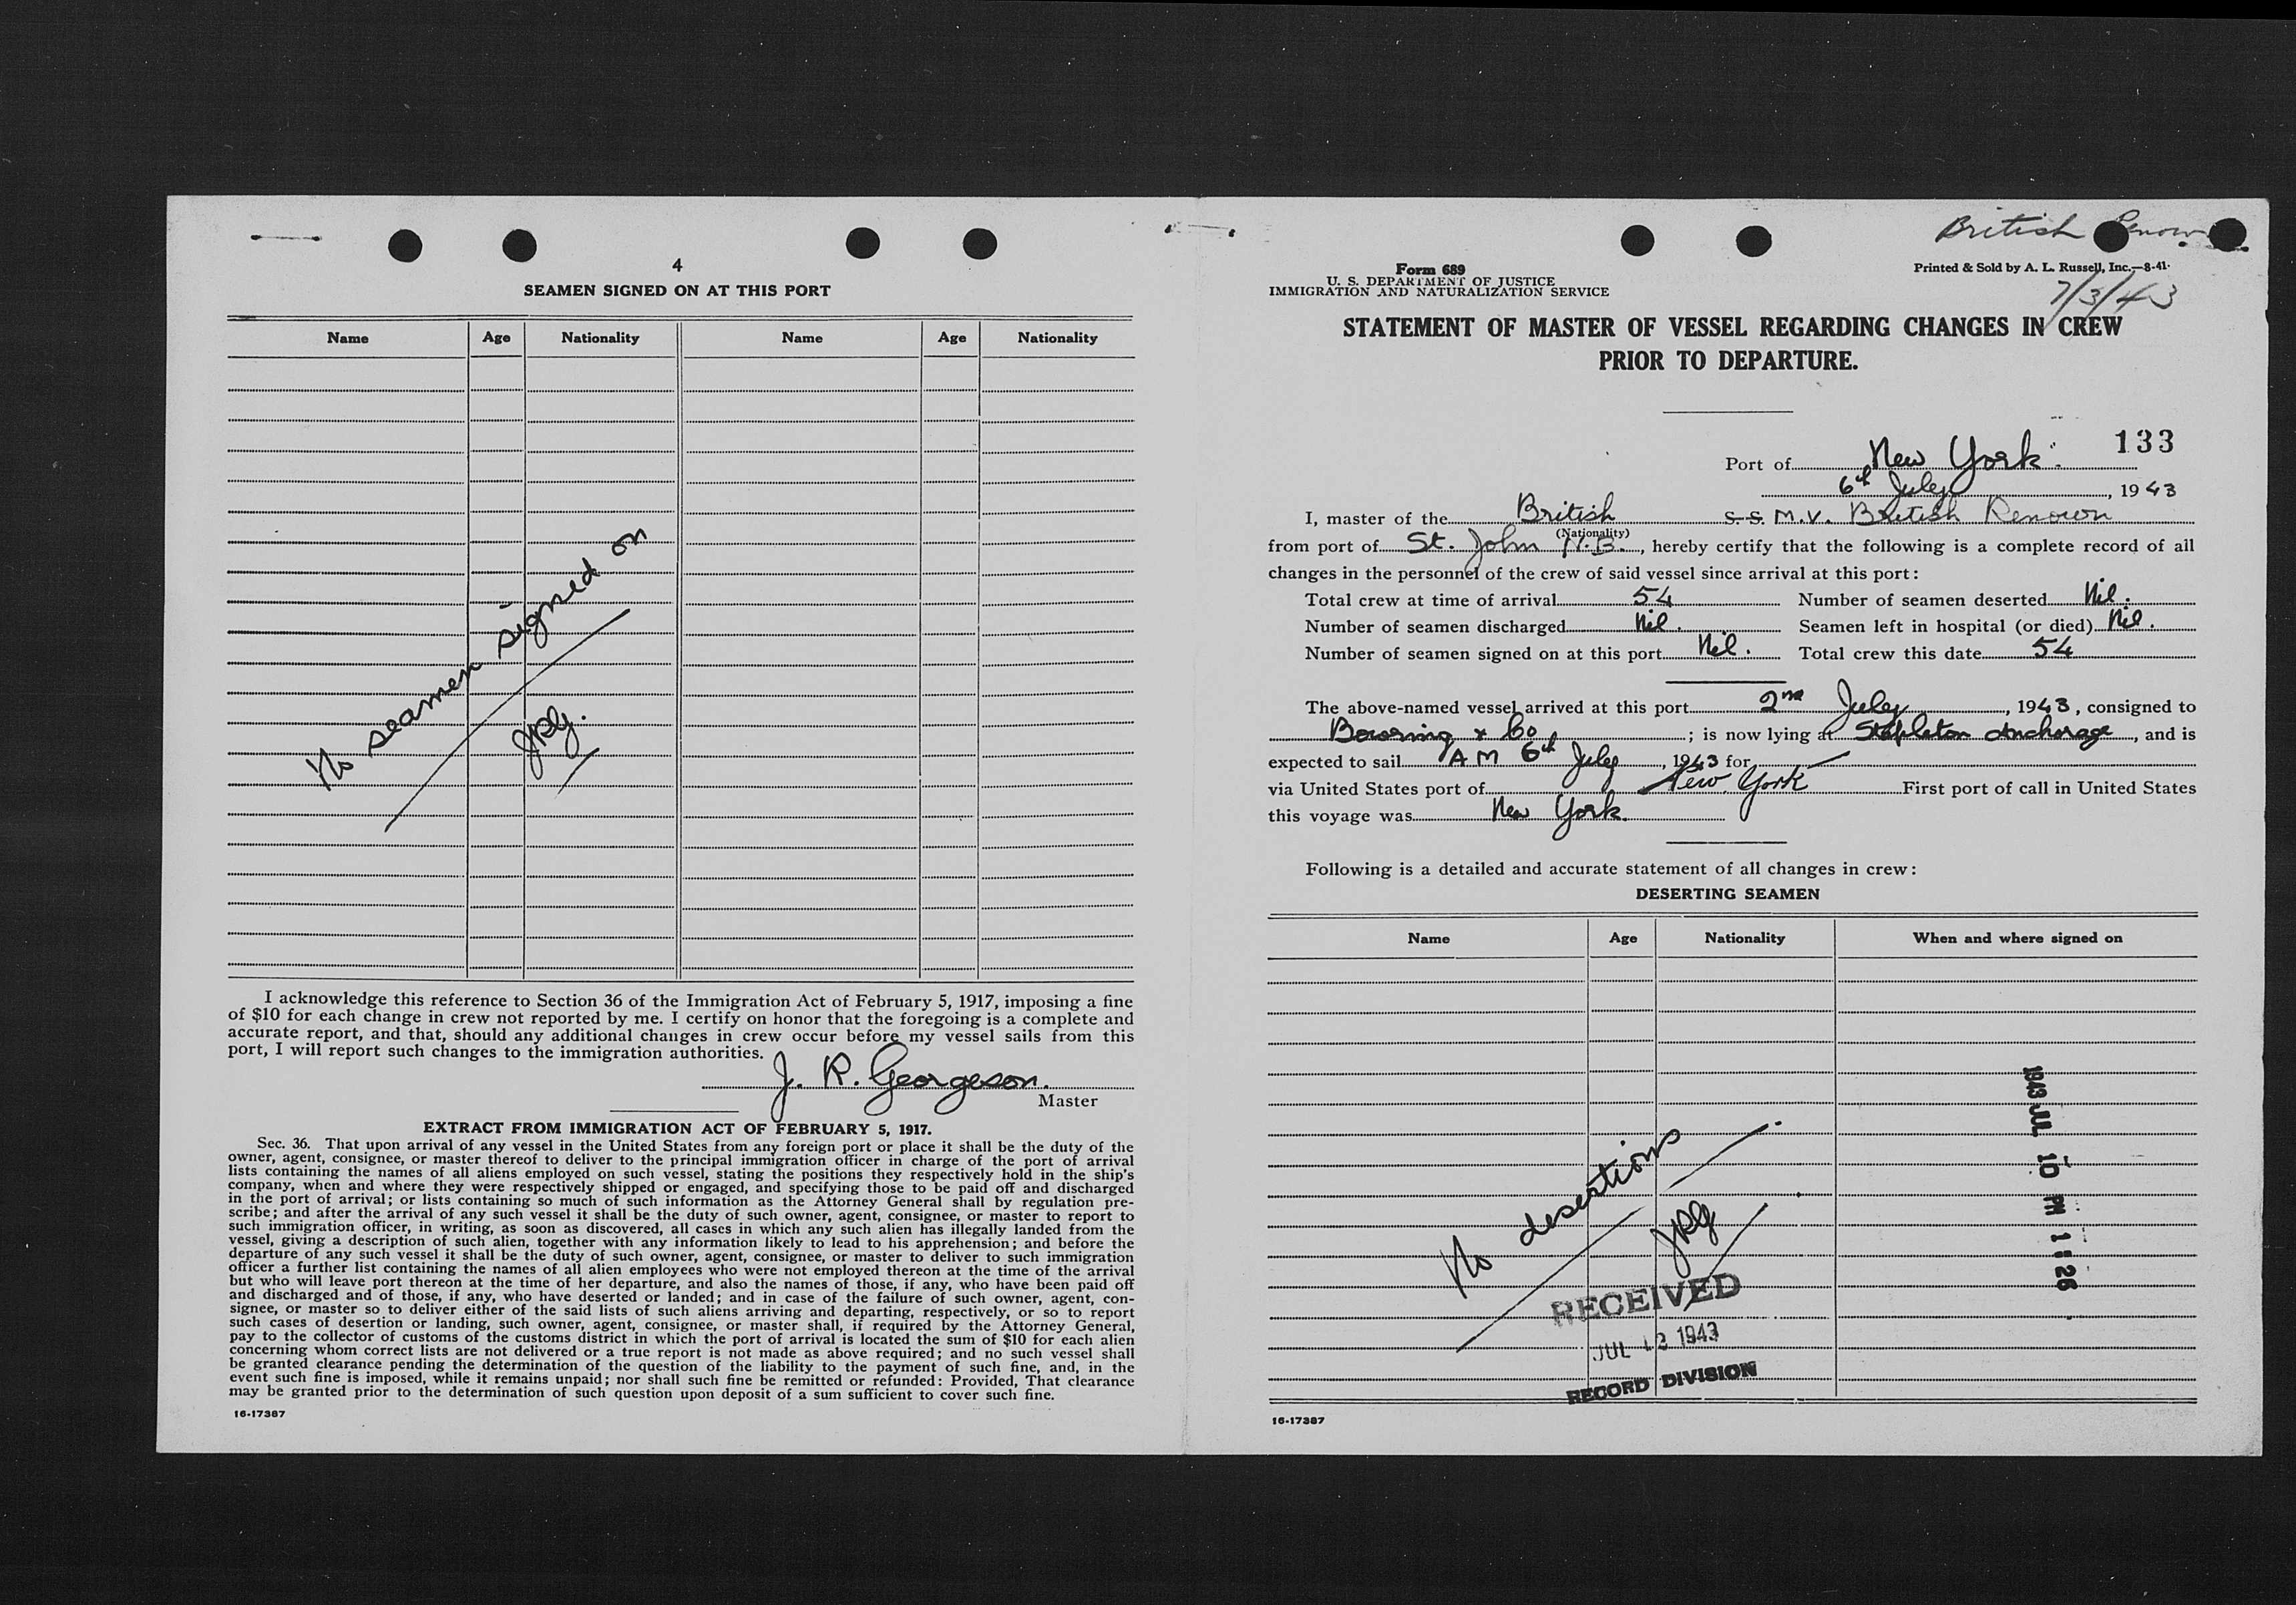 4
SEAMEN SIGNED ON AT THIS PORT
Name Age Nationality Name Age Nationality
No seamen signed on
JRG.
I acknowledge this reference to Section 36 of the Immigration Act of February 5, 1917, imposing a fine
of $10 for each change in crew not reported by me. I certify on honor that the foregoing is a complete and
accurate report, and that, should any additional changes in crew occur before my vessel sails from this
port, I will report such changes to the immigration authorities.
J. R. Georgeson.
Master
EXTRACT FROM IMMIGRATION ACT OF FEBRUARY 5, 1917.
Sec. 36. That upon arrival of any vessel in the United States from any foreign port or place it shall be the duty of the
owner, agent, consignee, or master thereof to deliver to the principal immigration officer in charge of the port of arrival
lists containing the names of all aliens employed on such vessel, stating the positions they respectively hold in the ship's
company, when and where they were respectively shipped or engaged, and specifying those to be paid off and discharged
in the port of arrival; or lists containing so much of such information as the Attorney General shall by regulation pre-
scribe; and after the arrival of any such vessel it shall be the duty of such owner, agent, consignee, or master to report to
such immigration officer, in writing, as soon as discovered, all cases in which any such alien has illegally landed from the
vessel, giving a description of such alien, together with any information likely to lead to his apprehension; and before the
departure of any such vessel it shall be the duty of such owner, agent, consignee, or master to deliver to such immigration
officer a further list containing the names of all alien employees who were not employed thereon at the time of the arrival
but who will leave port thereon at the time of her departure, and also the names of those, if any, who have been paid off
and discharged and of those, if any, who have deserted or landed; and in case of the failure of such owner, agent, con-
signee, or master so to deliver either of the said lists of such aliens arriving and departing, respectively, or so to report
such cases of desertion or landing, such owner, agent, consignee, or master shall, if required by the Attorney General,
pay to the collector of customs of the customs district in which the port of arrival is located the sum of $10 for each alien
concerning whom correct lists are not delivered or a true report is not made as above required; and no such vessel shall
be granted clearance pending the determination of the question of the liability to the payment of such fine, and, in the
event such fine is imposed, while it remains unpaid; nor shall such fine be remitted or refunded: Provided, That clearance
may be granted prior to the determination of such question upon deposit of a sum sufficient to cover such fine.
16-17387
British Renown
Form 689
U. S. DEPARTMENT OF JUSTICE
IMMIGRATION AND NATURALIZATION SERVICE
Printed & Sold by A. L. Russell, Inc.—8-41
7/3/43
STATEMENT OF MASTER OF VESSEL REGARDING CHANGES IN CREW
PRIOR TO DEPARTURE.
133
Port of New York.
6th July, 1943
I, master of the British S.S. M.V. British Renown
(Nationality)
from port of St. John N.B., hereby certify that the following is a complete record of all
changes in the personnel of the crew of said vessel since arrival at this port:
Total crew at time of arrival 54 Number of seamen deserted Nil.
Number of seamen discharged Nil. Seamen left in hospital (or died) Nil.
Number of seamen signed on at this port Nil. Total crew this date 54
The above-named vessel arrived at this port 2nd July, 1943, consigned to
Bowring & Co; is now lying at Stapleton Anchorage, and is
expected to sail AM 6th July, 1943 for
via United States port of New York First port of call in United States
this voyage was New York.
Following is a detailed and accurate statement of all changes in crew:
DESERTING SEAMEN
Name Age Nationality When and where signed on
No desertions
JRG
1943 JUL 10 PM 1:26
RECEIVED
JUL 13 1943
RECORD DIVISION
16-17387